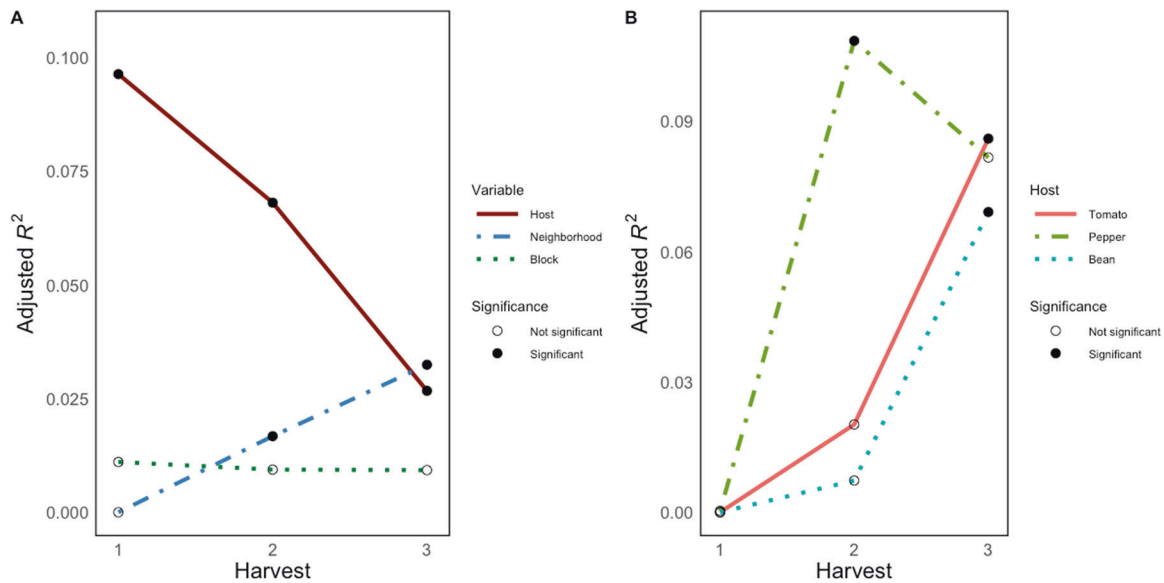 A
Adjusted R²
0.100
0.075
0.050
0.025
0.000
1 2 3
Harvest
Variable
Host
Neighborhood
Block
Significance
Not significant
Significant
B
Adjusted R²
0.09
0.06
0.03
0.00
1 2 3
Harvest
Host
Tomato
Pepper
Bean
Significance
Not significant
Significant